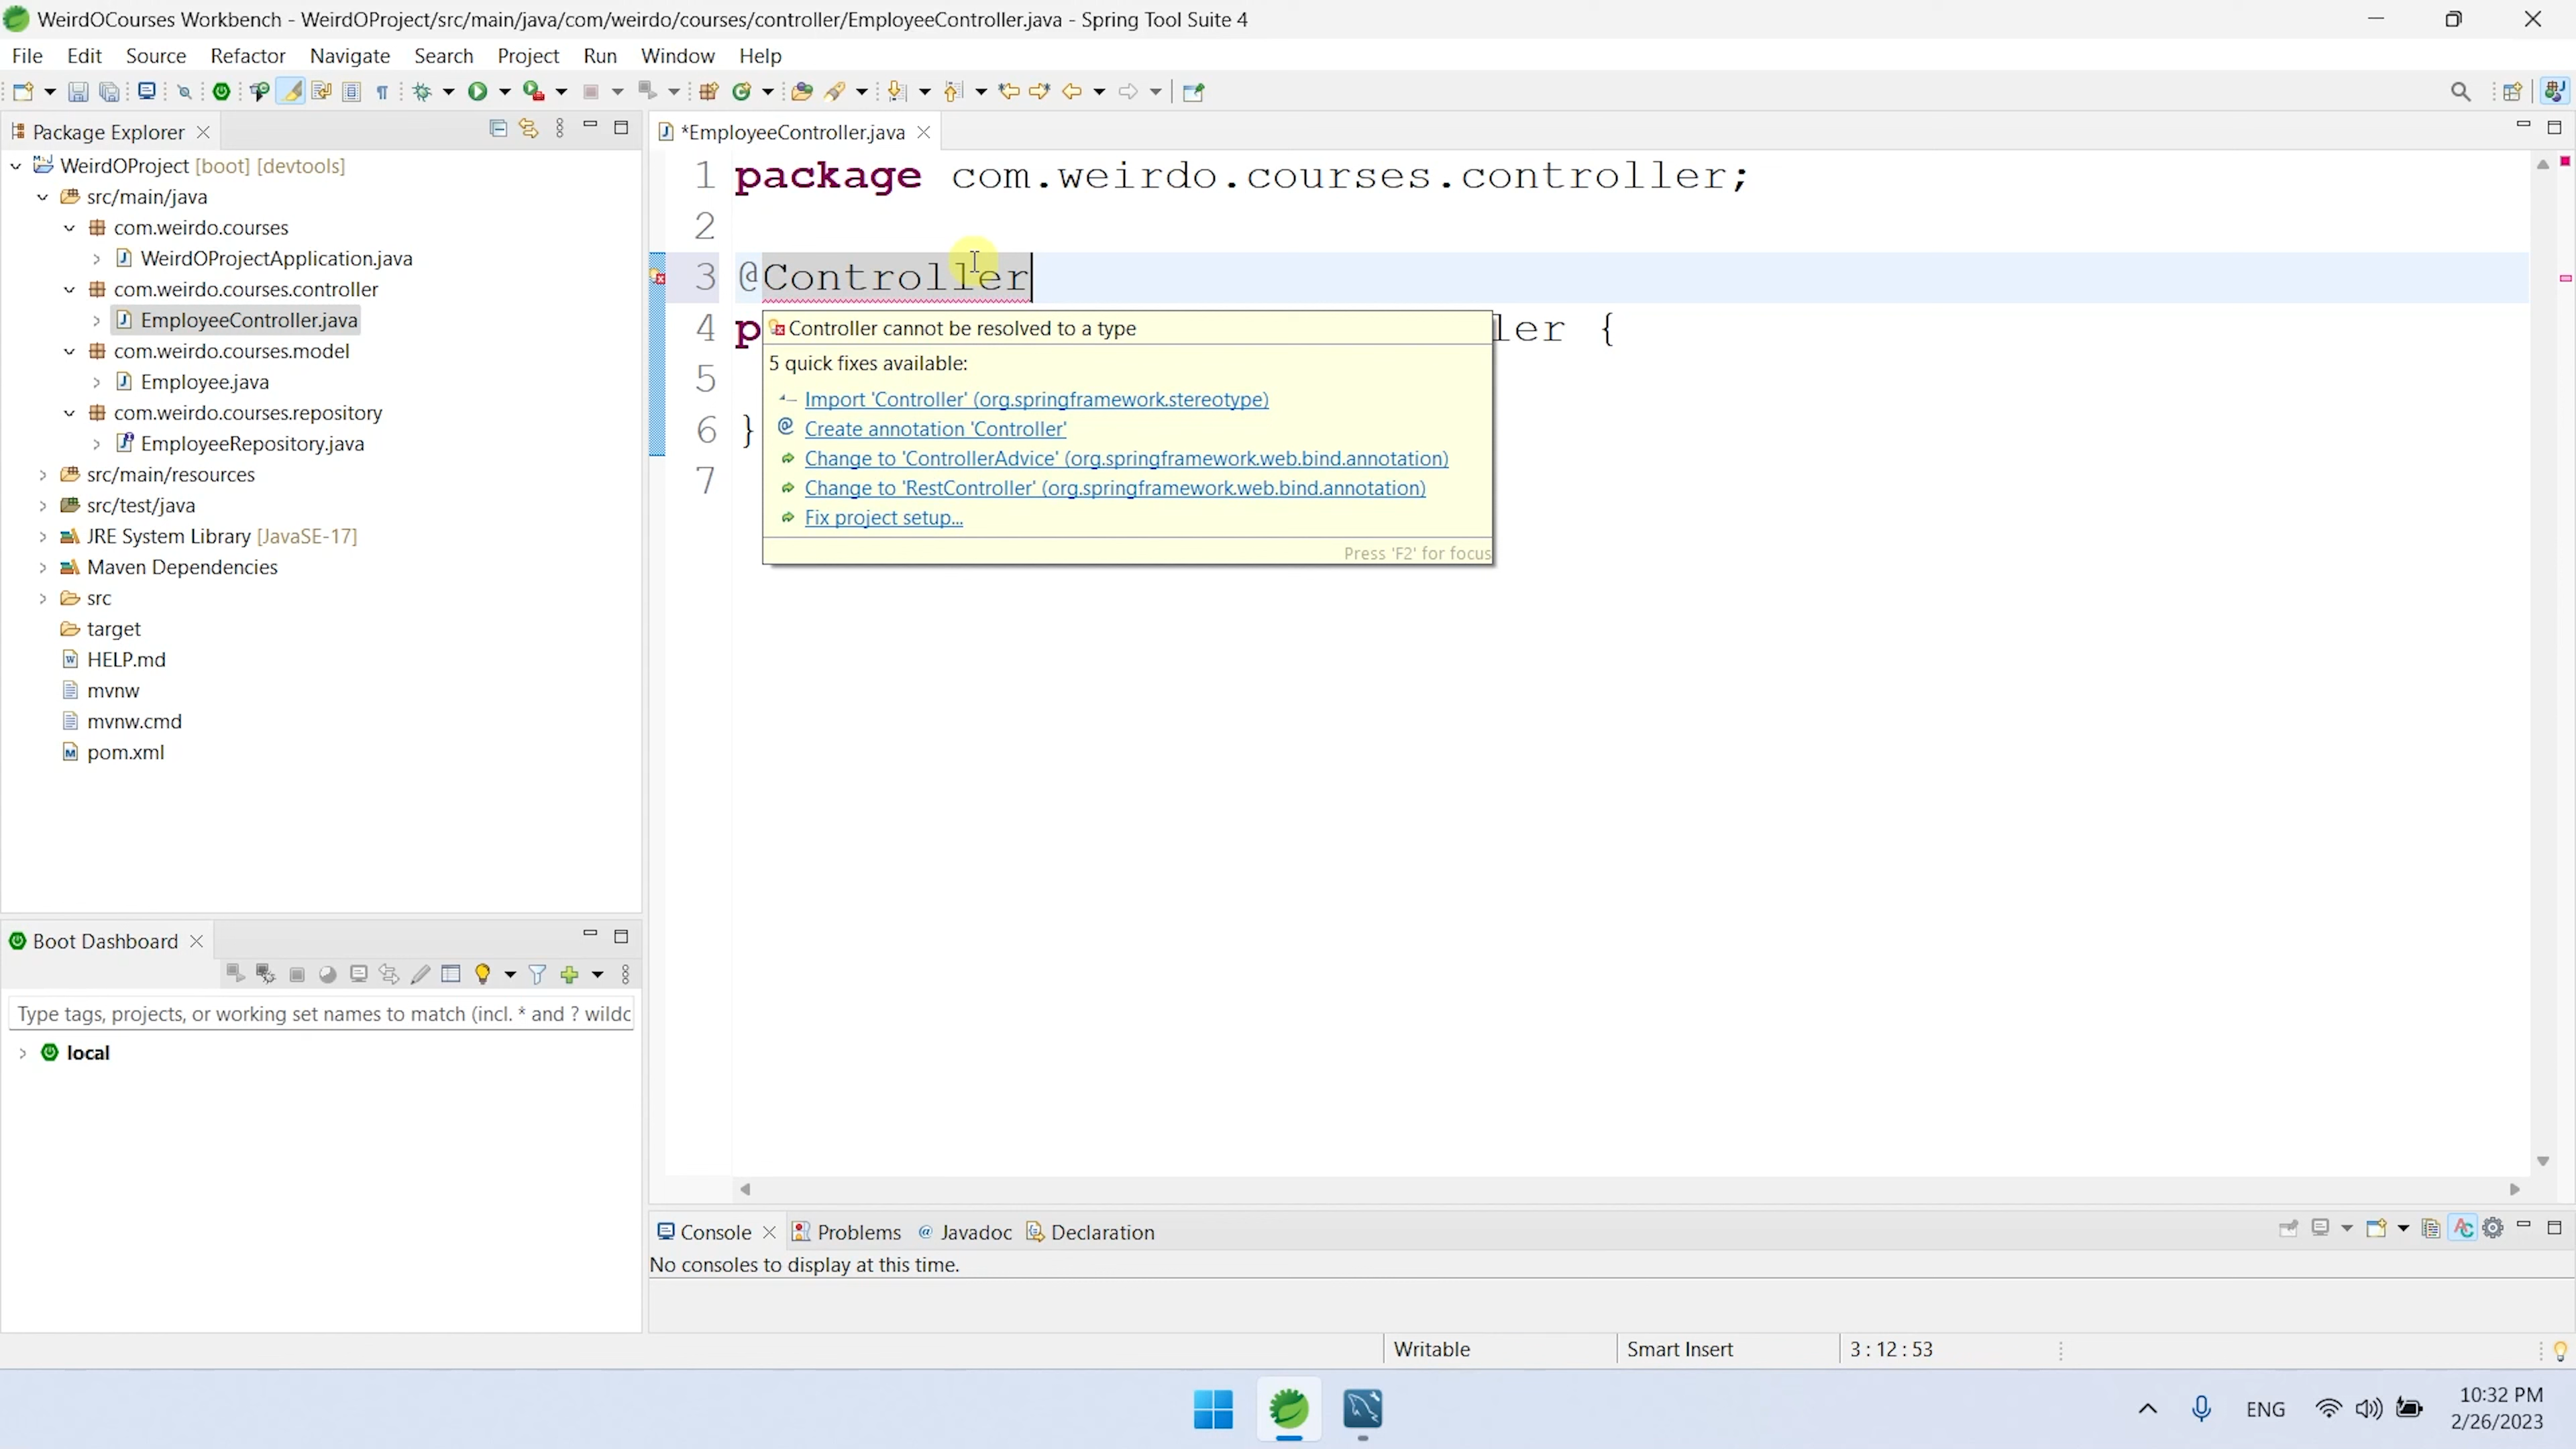 WeirdOCourses Workbench - WeirdOProject/src/main/java/com/weirdo/courses/controller/EmployeeController.java - Spring Tool Suite 4
File Edit Source Refactor Navigate Search Project Run Window Help
Package Explorer
WeirdOProject [boot] [devtools]
src/main/java
com.weirdo.courses
WeirdOProjectApplication.java
com.weirdo.courses.controller
EmployeeController.java
com.weirdo.courses.model
Employee.java
com.weirdo.courses.repository
EmployeeRepository.java
src/main/resources
src/test/java
JRE System Library [JavaSE-17]
Maven Dependencies
src
target
HELP.md
mvnw
mvnw.cmd
pom.xml
Boot Dashboard
Type tags, projects, or working set names to match (incl. * and ? wildc
local
*EmployeeController.java
1 package com.weirdo.courses.controller;
2
3 @Controller
4 p ler {
5
6 }
7
Controller cannot be resolved to a type
5 quick fixes available:
Import 'Controller' (org.springframework.stereotype)
@ Create annotation 'Controller'
Change to 'ControllerAdvice' (org.springframework.web.bind.annotation)
Change to 'RestController' (org.springframework.web.bind.annotation)
Fix project setup...
Press 'F2' for focus
Console Problems @ Javadoc Declaration
No consoles to display at this time.
Writable Smart Insert 3 : 12 : 53
ENG
10:32 PM
2/26/2023